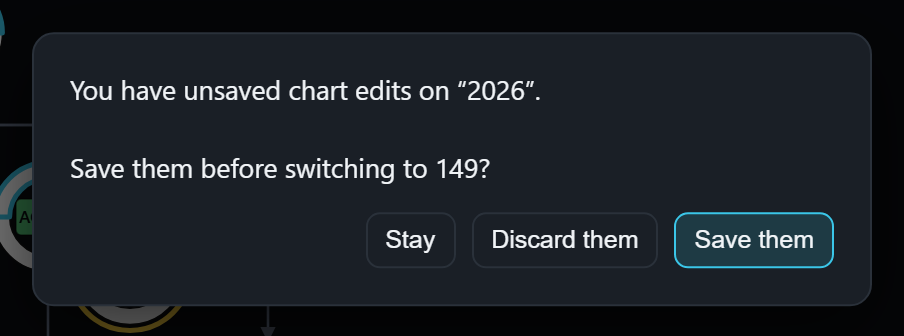 You have unsaved chart edits on “2026”.
Save them before switching to 149?
Stay
Discard them
Save them